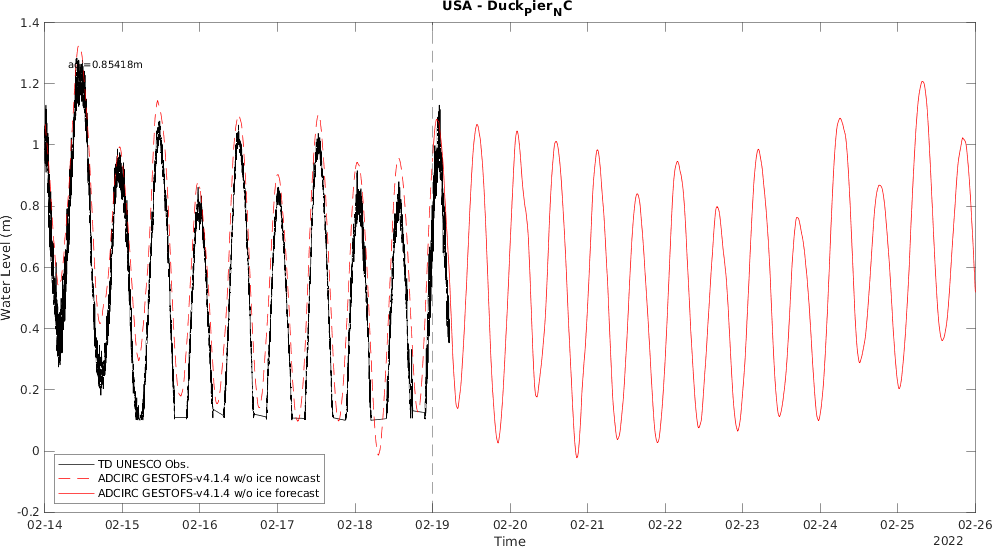 USA - DuckPierNC
1.4
1.2
1
0.8
0.6
0.4
0.2
0
-0.2
Water Level (m)
=0.85418m
TD UNESCO Obs.
ADCIRC GESTOFS-v4.1.4 w/o ice nowcast
ADCIRC GESTOFS-v4.1.4 w/o ice forecast
02-14 02-15 02-16 02-17 02-18 02-19 02-20 02-21 02-22 02-23 02-24 02-25 02-26
Time
2022